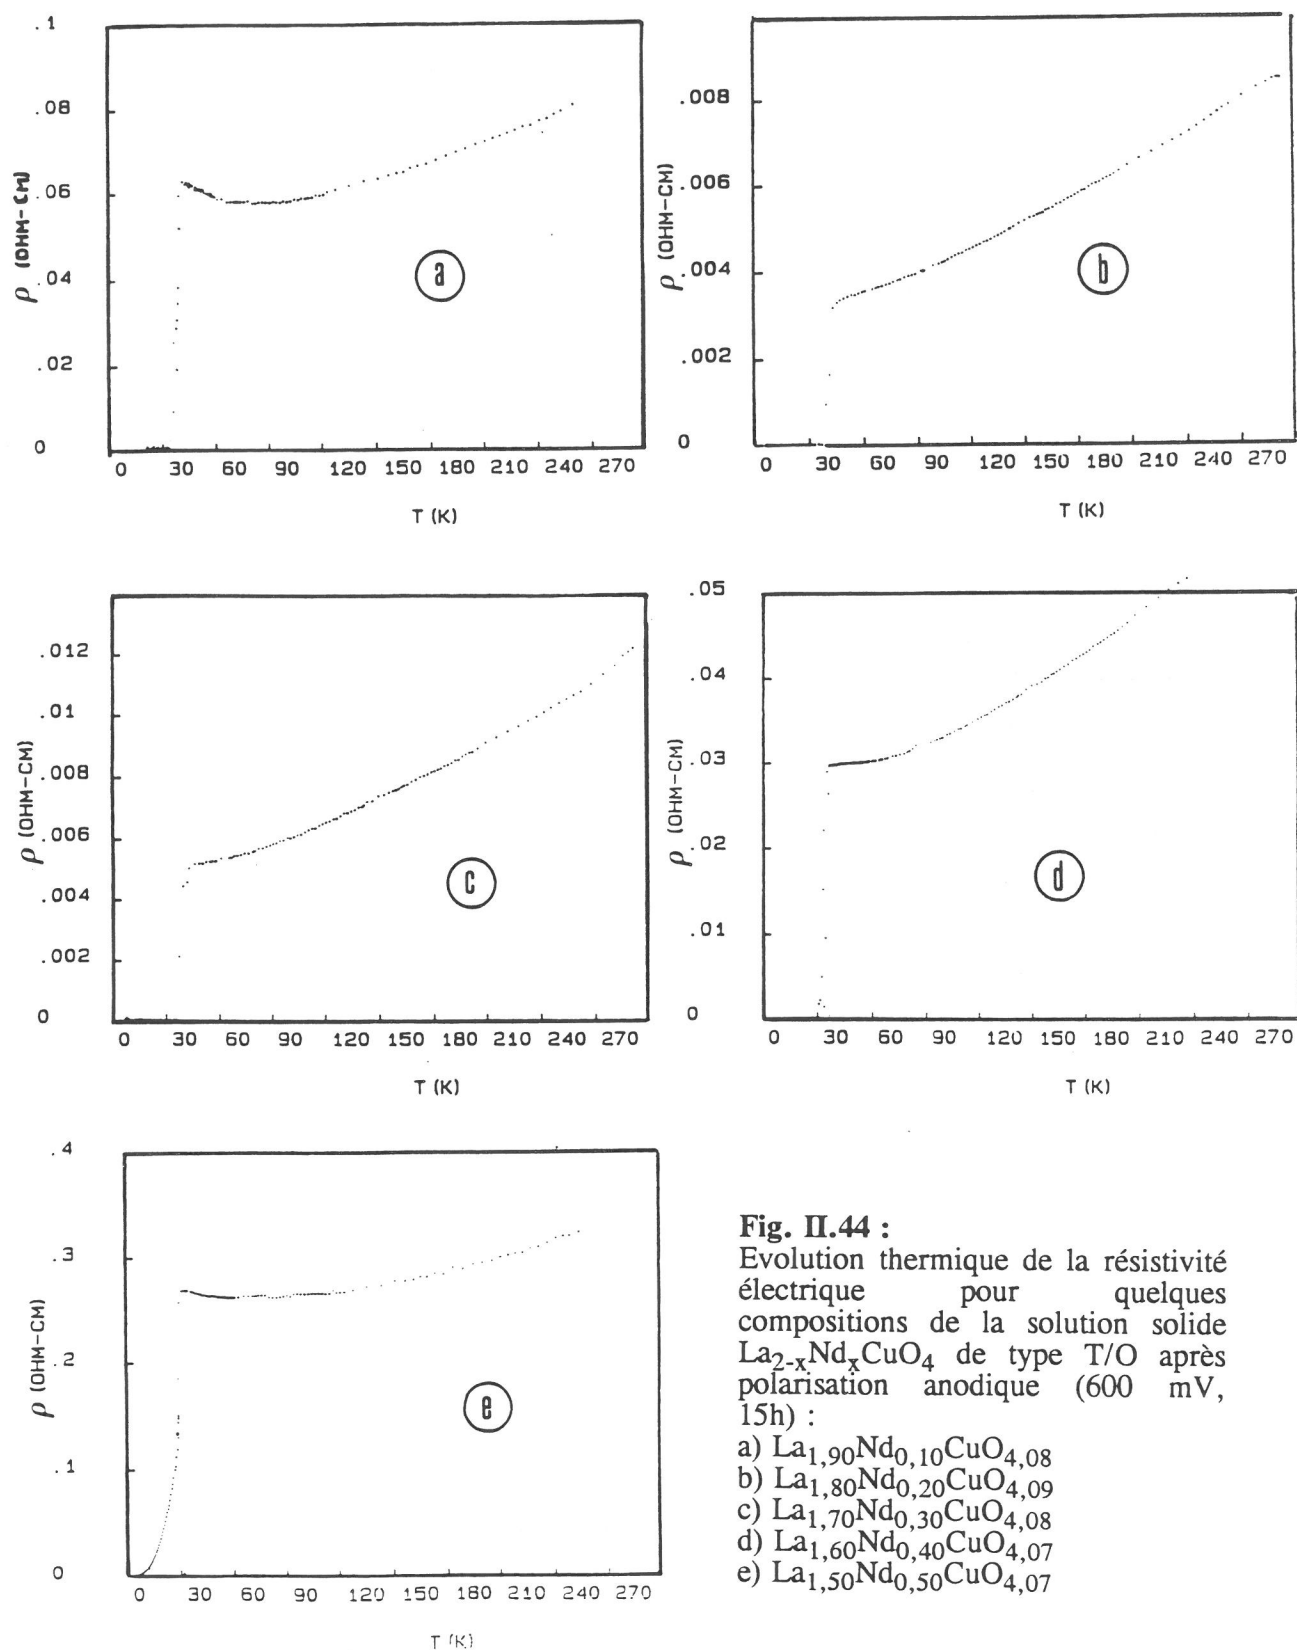 .1
.08
.06
.04
.02
0
ρ (OHM-CM)
a
0 30 60 90 120 150 180 210 240 270
T (K)
.008
.006
.004
.002
0
ρ (OHM-CM)
b
0 30 60 90 120 150 180 210 240 270
T (K)
.012
.01
.008
.006
.004
.002
0
ρ (OHM-CM)
c
0 30 60 90 120 150 180 210 240 270
T (K)
.05
.04
.03
.02
.01
0
ρ (OHM-CM)
d
0 30 60 90 120 150 180 210 240 270
T (K)
.4
.3
.2
.1
0
ρ (OHM-CM)
e
0 30 60 90 120 150 180 210 240 270
T (K)
Fig. II.44 :
Evolution thermique de la résistivité
électrique pour quelques
compositions de la solution solide
La₂₋ₓNdₓCuO₄ de type T/O après
polarisation anodique (600 mV,
15h) :
a) La₁,₉₀Nd₀,₁₀CuO₄,₀₈
b) La₁,₈₀Nd₀,₂₀CuO₄,₀₉
c) La₁,₇₀Nd₀,₃₀CuO₄,₀₈
d) La₁,₆₀Nd₀,₄₀CuO₄,₀₇
e) La₁,₅₀Nd₀,₅₀CuO₄,₀₇